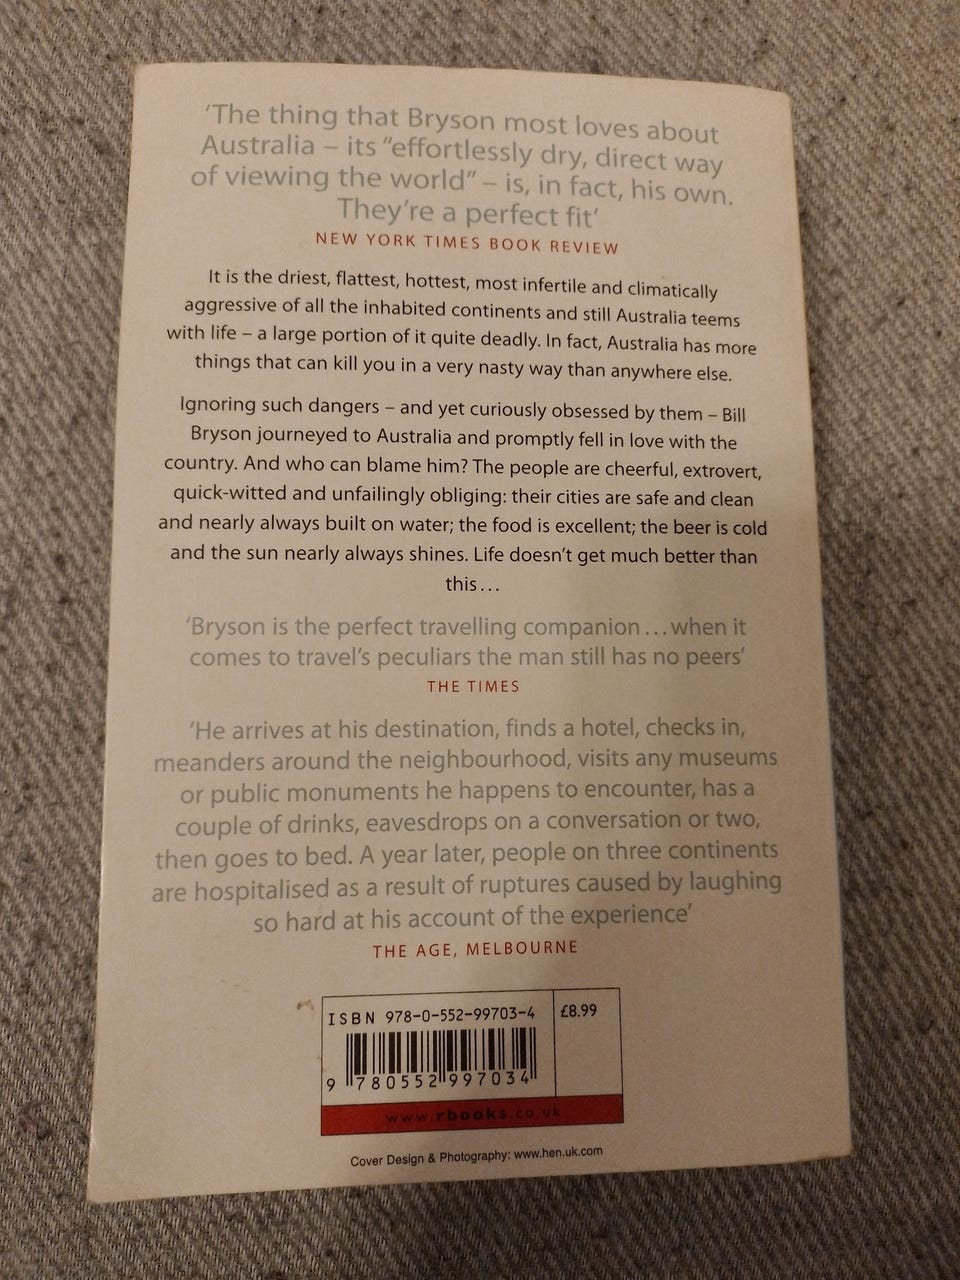 ‘The thing that Bryson most loves about
Australia – its “effortlessly dry, direct way
of viewing the world” – is, in fact, his own.
They’re a perfect fit’
NEW YORK TIMES BOOK REVIEW
It is the driest, flattest, hottest, most infertile and climatically
aggressive of all the inhabited continents and still Australia teems
with life – a large portion of it quite deadly. In fact, Australia has more
things that can kill you in a very nasty way than anywhere else.
Ignoring such dangers – and yet curiously obsessed by them – Bill
Bryson journeyed to Australia and promptly fell in love with the
country. And who can blame him? The people are cheerful, extrovert,
quick-witted and unfailingly obliging: their cities are safe and clean
and nearly always built on water; the food is excellent; the beer is cold
and the sun nearly always shines. Life doesn’t get much better than
this…
‘Bryson is the perfect travelling companion…when it
comes to travel’s peculiars the man still has no peers’
THE TIMES
‘He arrives at his destination, finds a hotel, checks in,
meanders around the neighbourhood, visits any museums
or public monuments he happens to encounter, has a
couple of drinks, eavesdrops on a conversation or two,
then goes to bed. A year later, people on three continents
are hospitalised as a result of ruptures caused by laughing
so hard at his account of the experience’
THE AGE, MELBOURNE
ISBN 978-0-552-99703-4
£8.99
9 780552 997034
www.rbooks.co.uk
Cover Design & Photography: www.hen.uk.com